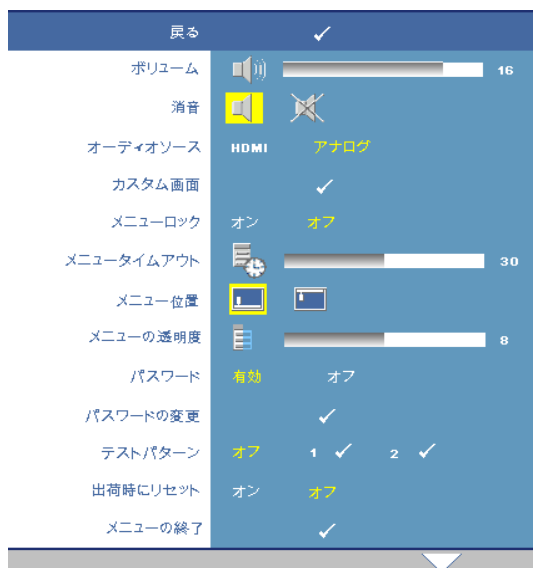 戻る
ボリューム 16
消音
オーディオソース HDMI アナログ
カスタム画面
メニューロック オン オフ
メニュータイムアウト 30
メニュー位置
メニューの透明度 8
パスワード 有効 オフ
パスワードの変更
テストパターン オフ 1 2
出荷時にリセット オン オフ
メニューの終了